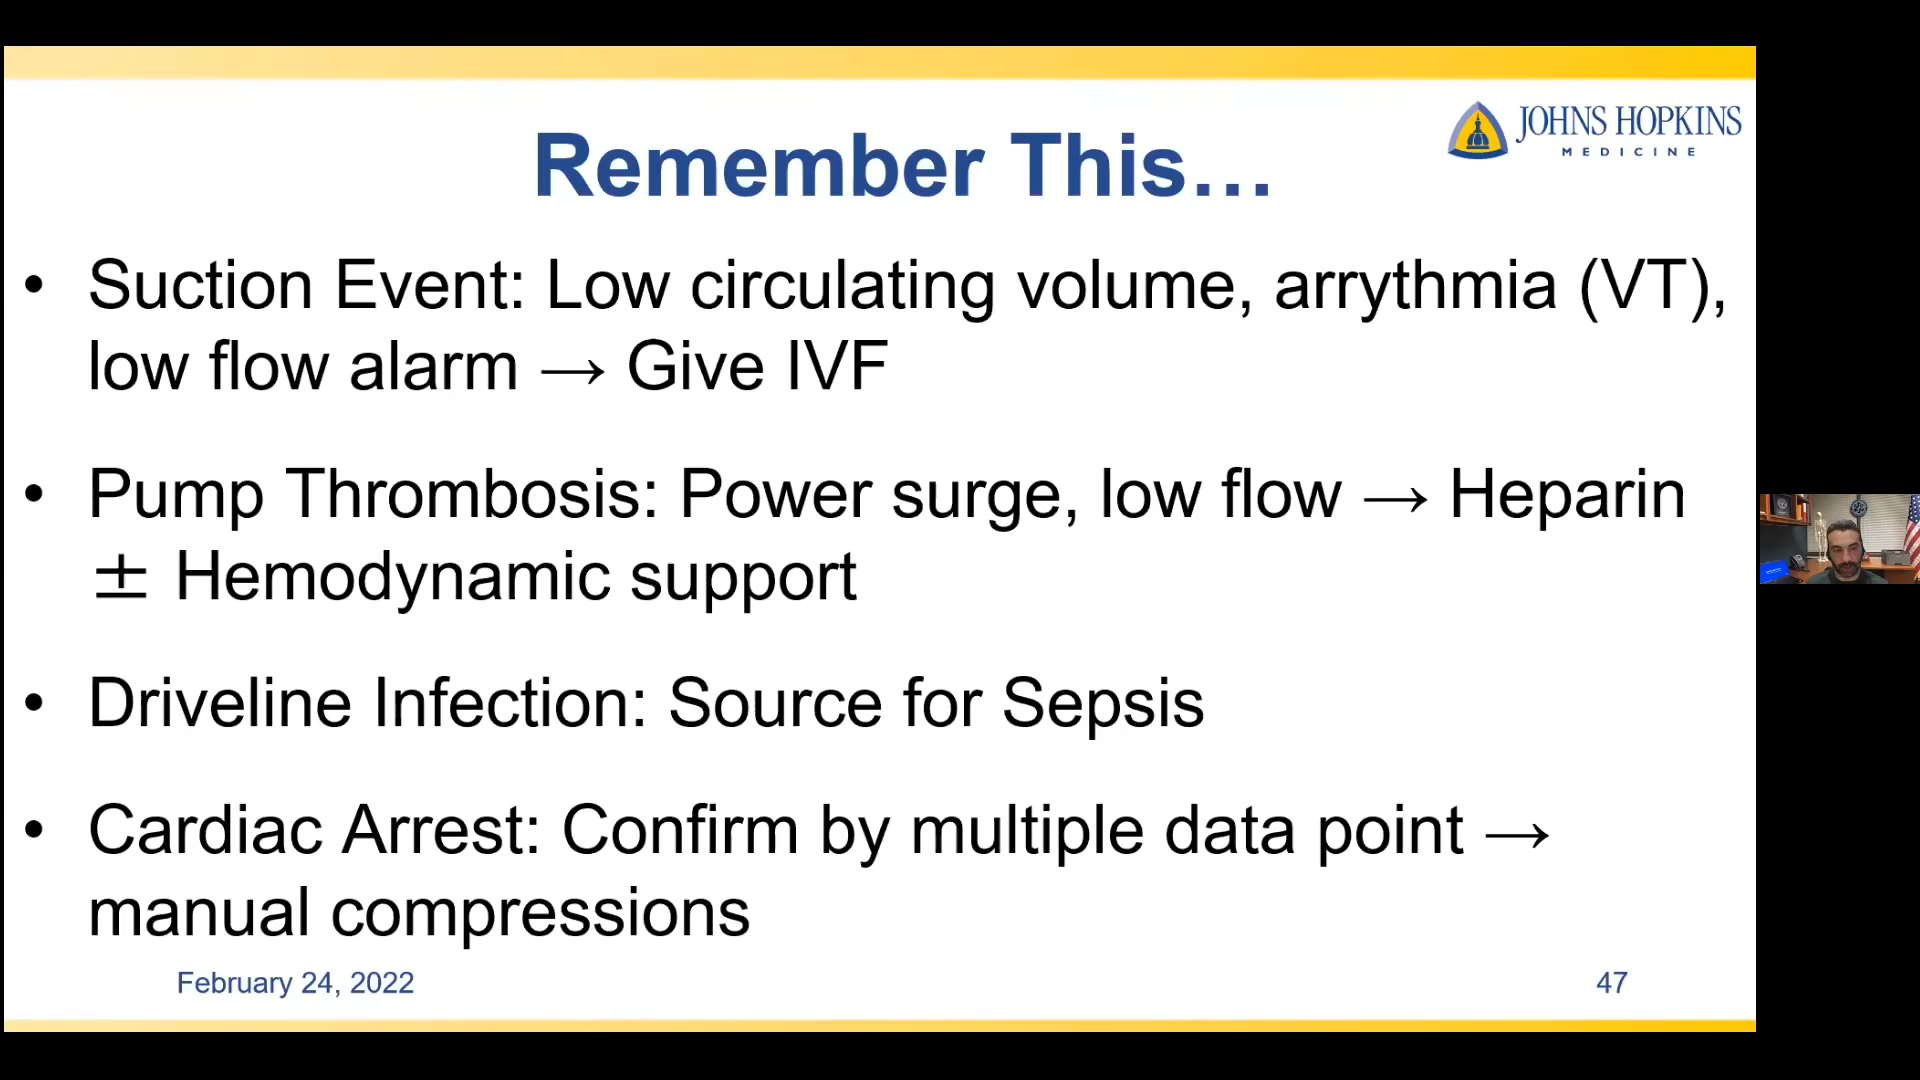 JOHNS HOPKINS
MEDICINE
Remember This…
• Suction Event: Low circulating volume, arrythmia (VT),
low flow alarm → Give IVF
• Pump Thrombosis: Power surge, low flow → Heparin
± Hemodynamic support
• Driveline Infection: Source for Sepsis
• Cardiac Arrest: Confirm by multiple data point →
manual compressions
February 24, 2022
47